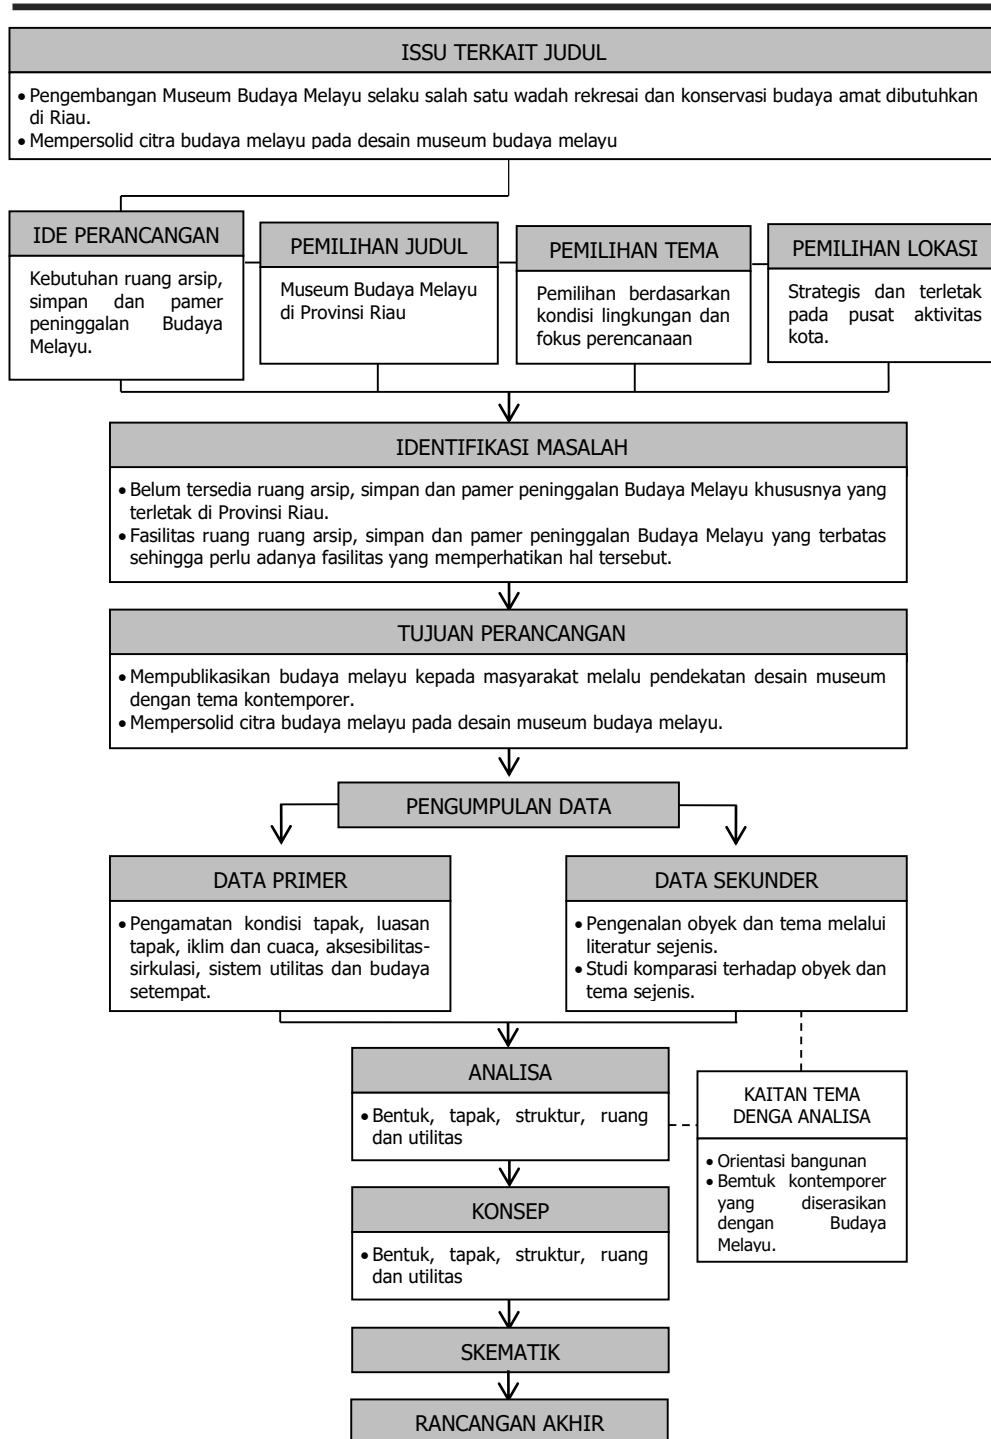 ISSU TERKAIT JUDUL
• Pengembangan Museum Budaya Melayu selaku salah satu wadah rekresai dan konservasi budaya amat dibutuhkan
di Riau.
• Mempersolid citra budaya melayu pada desain museum budaya melayu
IDE PERANCANGAN
Kebutuhan ruang arsip,
simpan dan pamer
peninggalan Budaya
Melayu.
PEMILIHAN JUDUL
Museum Budaya Melayu
di Provinsi Riau
PEMILIHAN TEMA
Pemilihan berdasarkan
kondisi lingkungan dan
fokus perencanaan
PEMILIHAN LOKASI
Strategis dan terletak
pada pusat aktivitas
kota.
IDENTIFIKASI MASALAH
• Belum tersedia ruang arsip, simpan dan pamer peninggalan Budaya Melayu khususnya yang
terletak di Provinsi Riau.
• Fasilitas ruang ruang arsip, simpan dan pamer peninggalan Budaya Melayu yang terbatas
sehingga perlu adanya fasilitas yang memperhatikan hal tersebut.
TUJUAN PERANCANGAN
• Mempublikasikan budaya melayu kepada masyarakat melalu pendekatan desain museum
dengan tema kontemporer.
• Mempersolid citra budaya melayu pada desain museum budaya melayu.
PENGUMPULAN DATA
DATA PRIMER
• Pengamatan kondisi tapak, luasan
tapak, iklim dan cuaca, aksesibilitas-
sirkulasi, sistem utilitas dan budaya
setempat.
DATA SEKUNDER
• Pengenalan obyek dan tema melalui
literatur sejenis.
• Studi komparasi terhadap obyek dan
tema sejenis.
ANALISA
• Bentuk, tapak, struktur, ruang
dan utilitas
KAITAN TEMA
DENGA ANALISA
• Orientasi bangunan
• Bemtuk kontemporer
yang diserasikan
dengan Budaya
Melayu.
KONSEP
• Bentuk, tapak, struktur, ruang
dan utilitas
SKEMATIK
RANCANGAN AKHIR